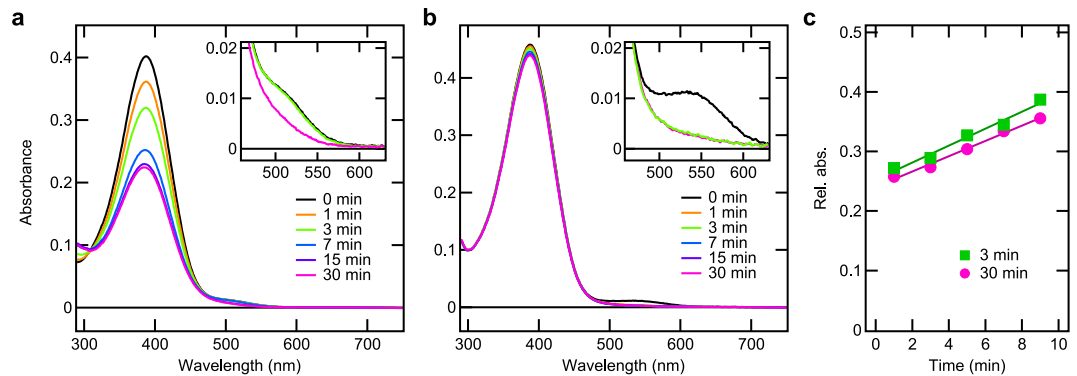 a
Absorbance
0.4
0.3
0.2
0.1
0
300 400 500 600 700
Wavelength (nm)
0.02
0.01
0
500 550 600
0 min
1 min
3 min
7 min
15 min
30 min
b
0.4
0.3
0.2
0.1
0
300 400 500 600 700
Wavelength (nm)
0.02
0.01
0
500 550 600
0 min
1 min
3 min
7 min
15 min
30 min
c
Rel. abs.
0.5
0.4
0.3
0.2
0.1
0
0 2 4 6 8 10
Time (min)
3 min
30 min